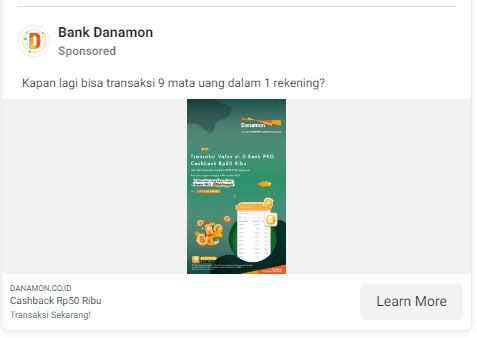 Bank Danamon
Sponsored
Kapan lagi bisa transaksi 9 mata uang dalam 1 rekening?
Danamon
Transaksi Valas di D-Bank PRO
Cashback Rp50 Ribu
DANAMON.CO.ID
Cashback Rp50 Ribu
Transaksi Sekarang!
Learn More